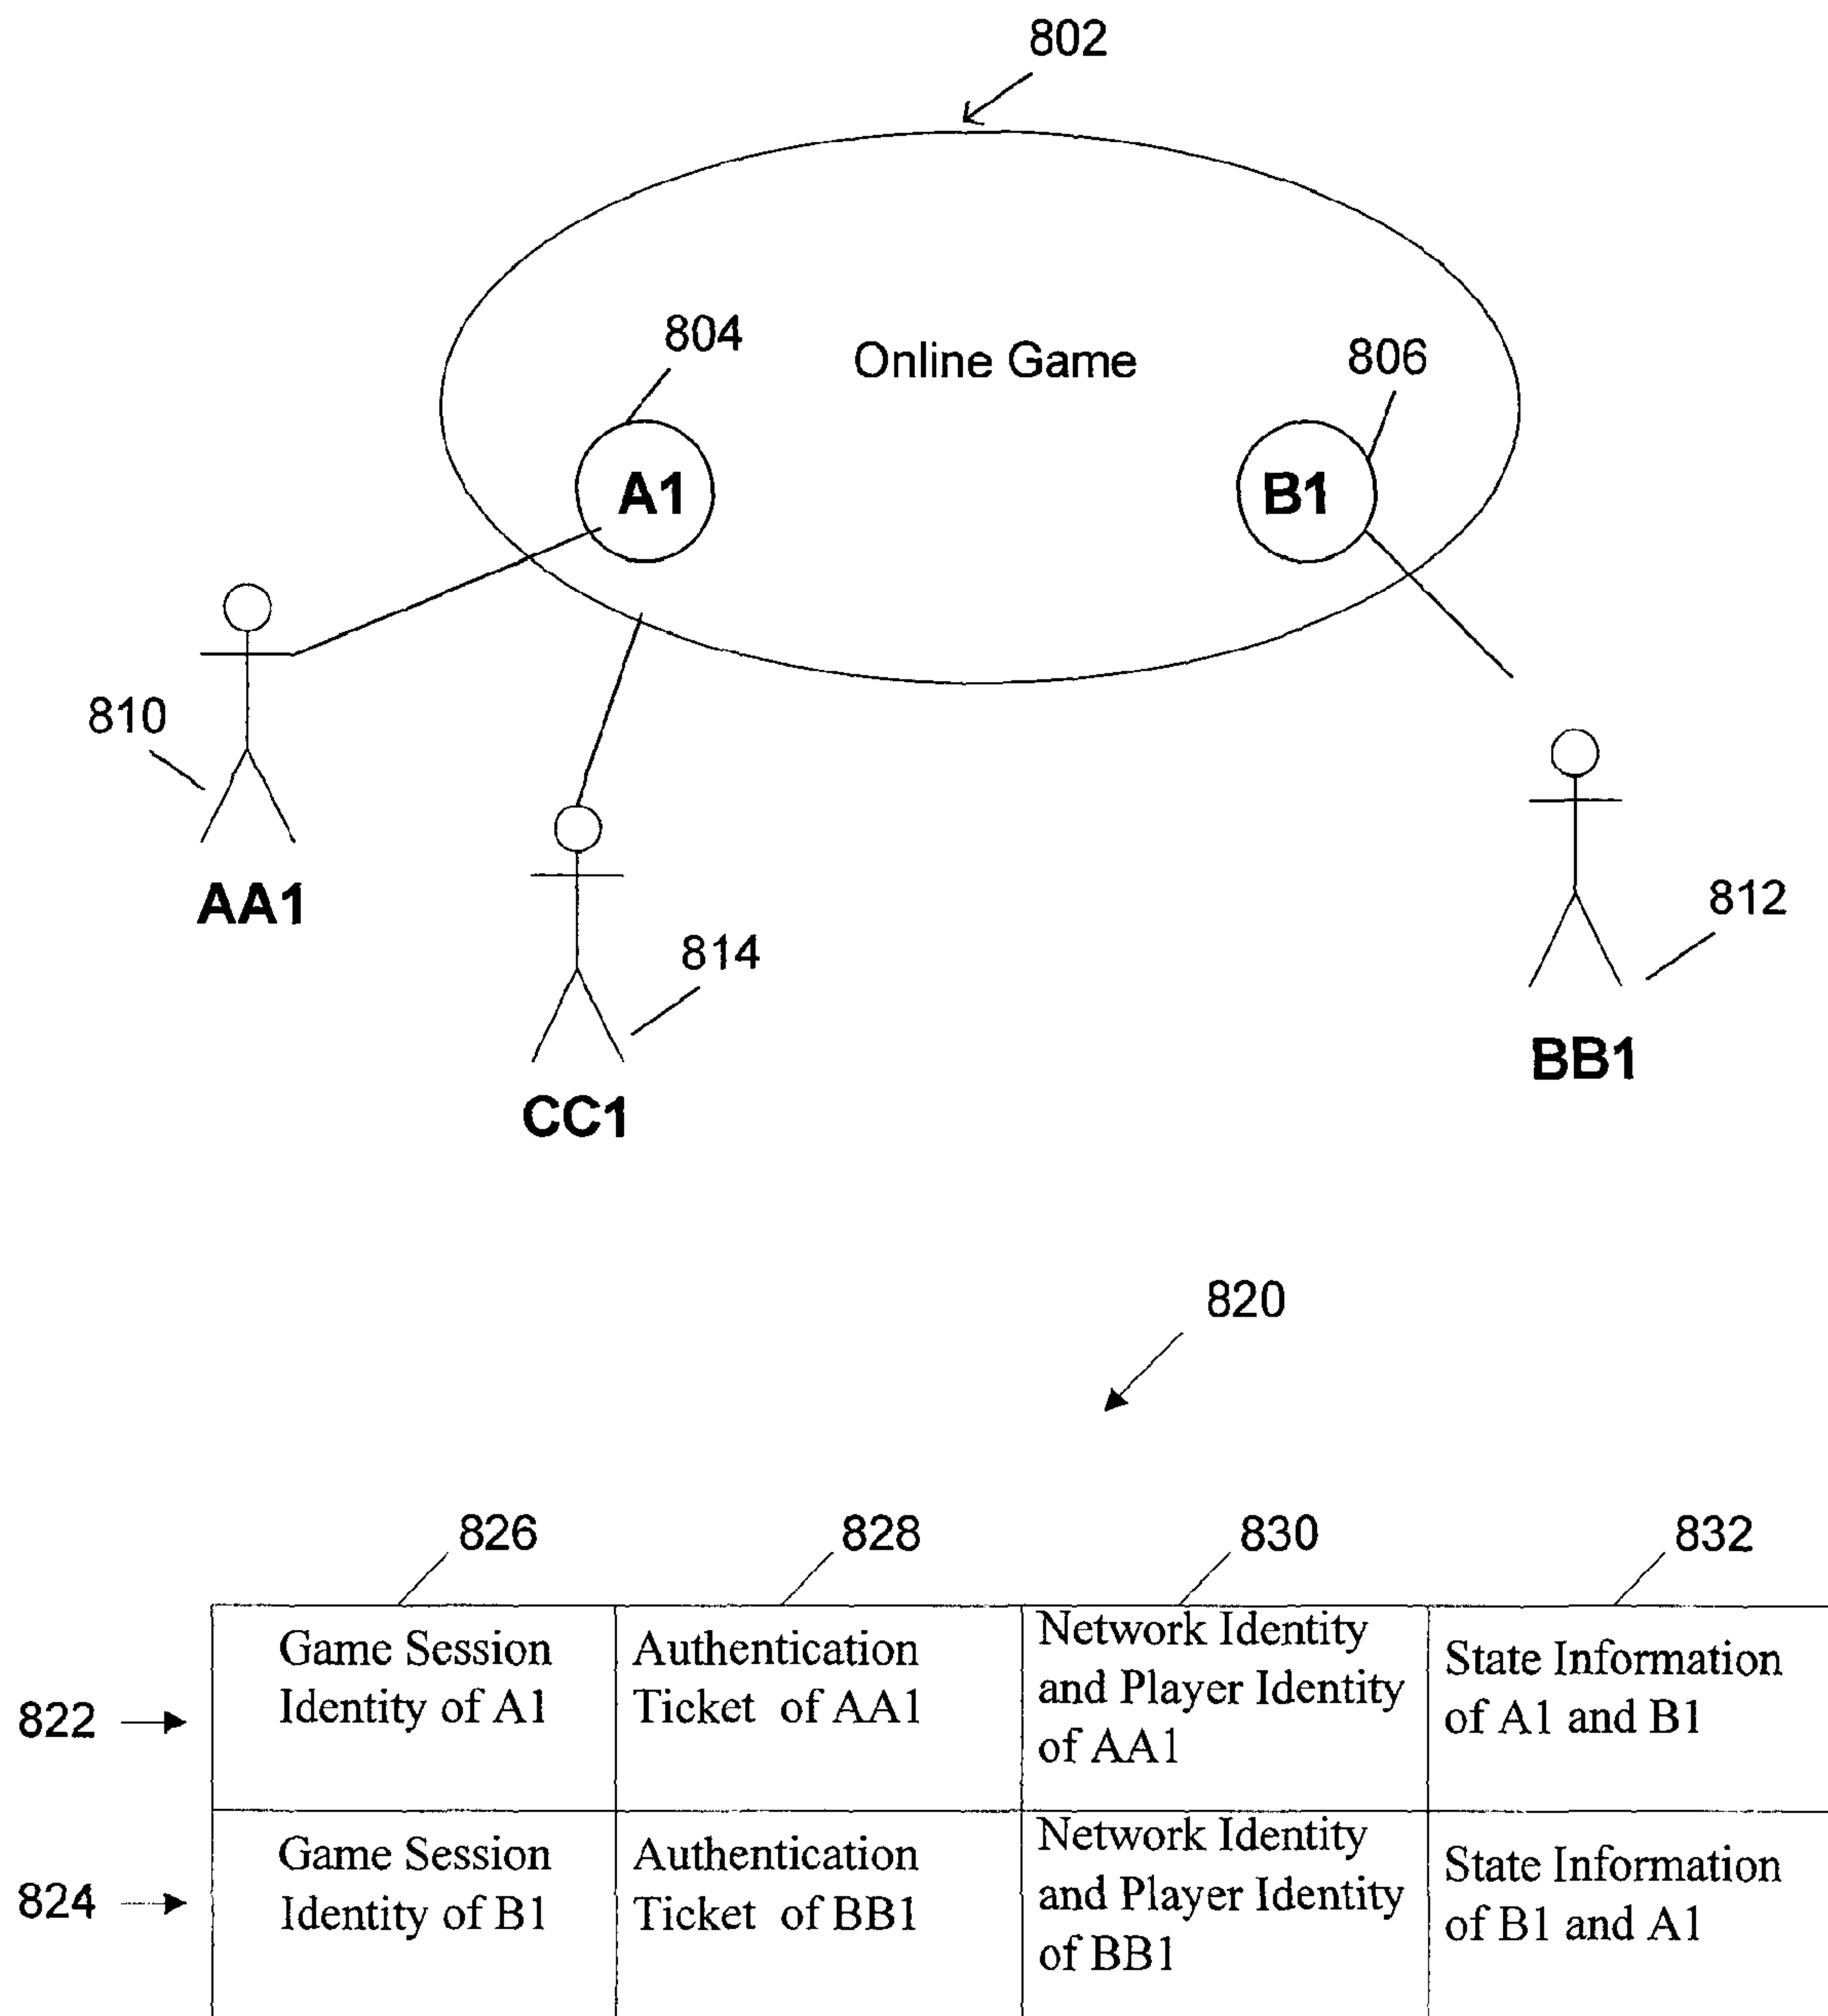 802
804
Online Game
806
A1
B1
810
AA1
812
814
BB1
CC1
820
826 828 830 832
Game Session
Identity of A1
Authentication
Ticket of AA1
Network Identity
and Player Identity
of AA1
State Information
of A1 and B1
822
Game Session
Identity of B1
Authentication
Ticket of BB1
Network Identity
and Player Identity
of BB1
State Information
of B1 and A1
824